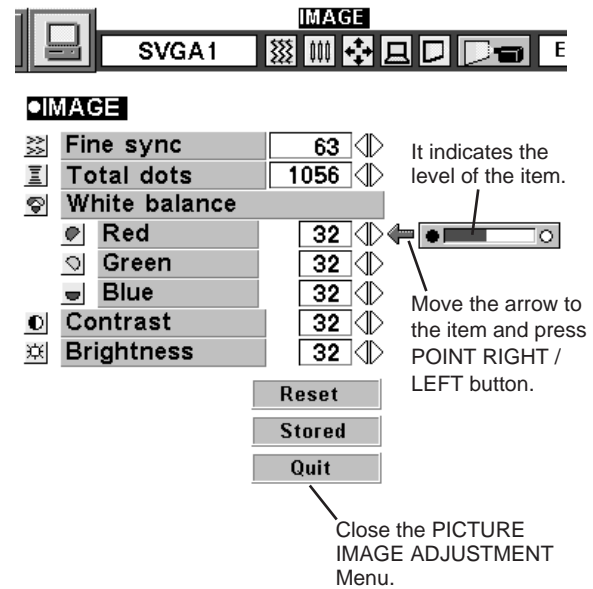 IMAGE
SVGA1
E
●IMAGE
Fine sync 63
Total dots 1056
White balance
Red 32
Green 32
Blue 32
Contrast 32
Brightness 32
It indicates the
level of the item.
Move the arrow to
the item and press
POINT RIGHT /
LEFT button.
Reset
Stored
Quit
Close the PICTURE
IMAGE ADJUSTMENT
Menu.